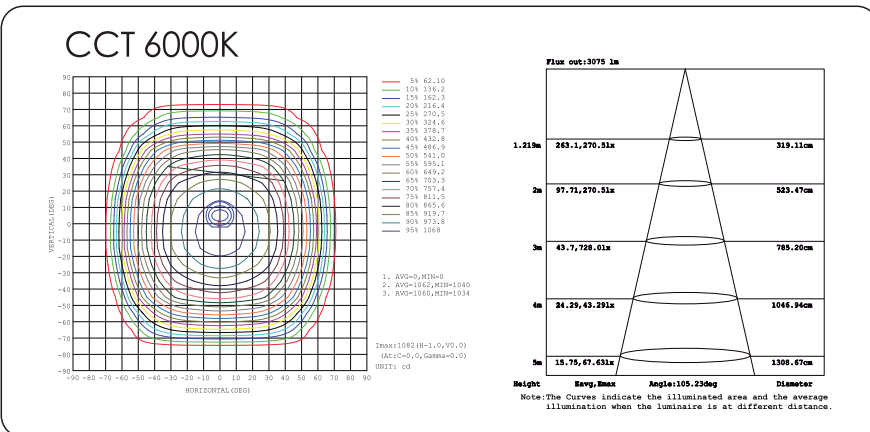 CCT 6000K
90
80
70
60
50
40
30
20
10
0
-10
-20
-30
-40
-50
-60
-70
-80
-90
VERTICAL(DEG)
-90 -80 -70 -60 -50 -40 -30 -20 -10 0 10 20 30 40 50 60 70 80 90
HORIZONTAL(DEG)
5% 62.10
10% 136.2
15% 162.3
20% 216.4
25% 270.5
30% 324.6
35% 378.7
40% 432.8
45% 486.9
50% 541.0
55% 595.1
60% 649.2
65% 703.3
70% 757.4
75% 811.5
80% 865.6
85% 919.7
90% 973.8
95% 1068
1. AVG=0,MIN=0
2. AVG=1062,MIN=1040
3. AVG=1060,MIN=1034
Imax:1082(H-1.0,V0.0)
(At:C=0.0,Gamma=0.0)
UNIT: cd
Flux out:3075 lm
1.219m 263.1,270.5lx 319.11cm
2m 97.71,270.5lx 523.47cm
3m 43.7,728.0lx 785.20cm
4m 24.29,43.29lx 1046.94cm
5m 15.75,67.63lx 1308.67cm
Height Eavg,Emax Angle:105.23deg Diameter
Note:The Curves indicate the illuminated area and the average
illumination when the luminaire is at different distance.